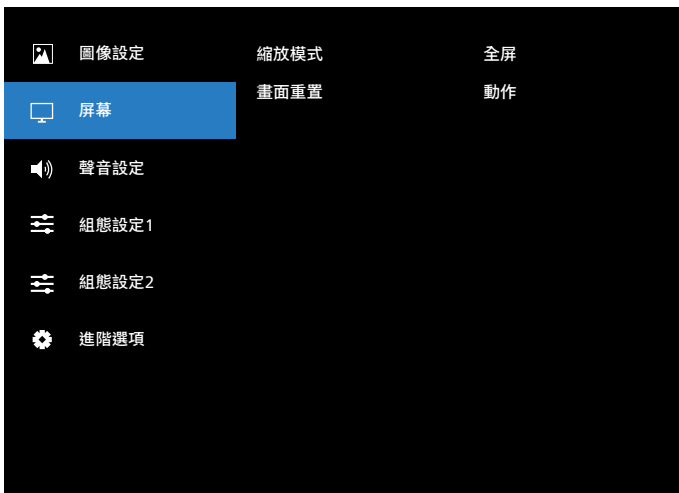 圖像設定
屏幕
聲音設定
組態設定1
組態設定2
進階選項
縮放模式 全屏
畫面重置 動作